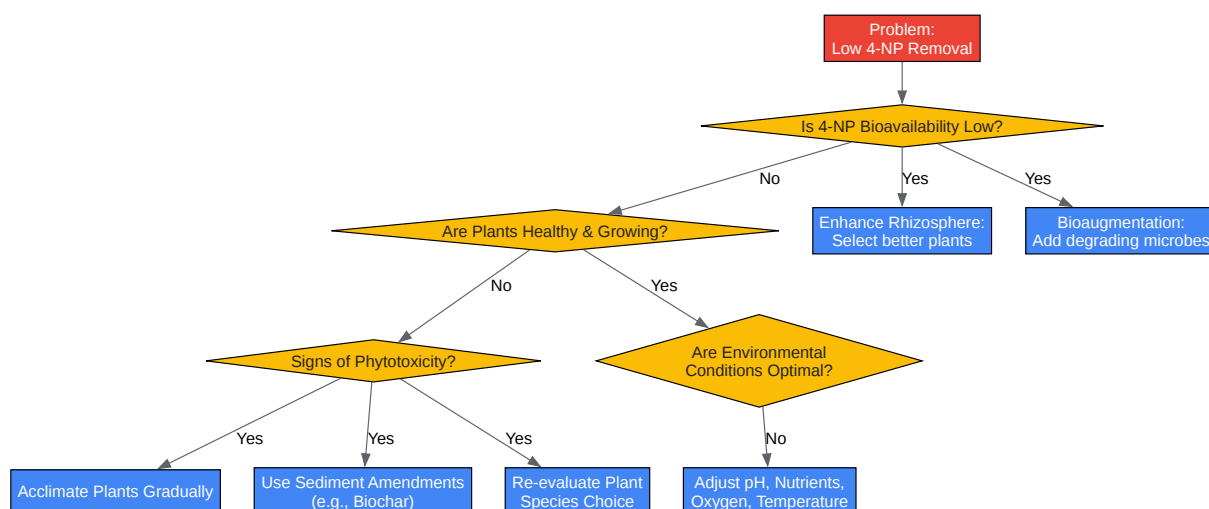 Problem:
Low 4-NP Removal
Is 4-NP Bioavailability Low?
No
Yes
Yes
Are Plants Healthy & Growing?
Enhance Rhizosphere:
Select better plants
Bioaugmentation:
Add degrading microbes
No
Yes
Signs of Phytotoxicity?
Are Environmental
Conditions Optimal?
Yes
Yes
Yes
No
Acclimate Plants Gradually
Use Sediment Amendments
(e.g., Biochar)
Re-evaluate Plant
Species Choice
Adjust pH, Nutrients,
Oxygen, Temperature